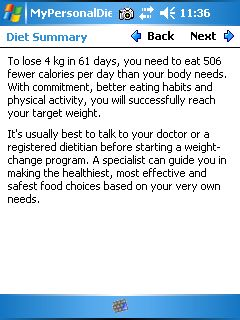 MyPersonalDie 11:36
Diet Summary Back Next
To lose 4 kg in 61 days, you need to eat 506
fewer calories per day than your body needs.
With commitment, better eating habits and
physical activity, you will successfully reach
your target weight.
It's usually best to talk to your doctor or a
registered dietitian before starting a weight-
change program. A specialist can guide you in
making the healthiest, most effective and
safest food choices based on your very own
needs.